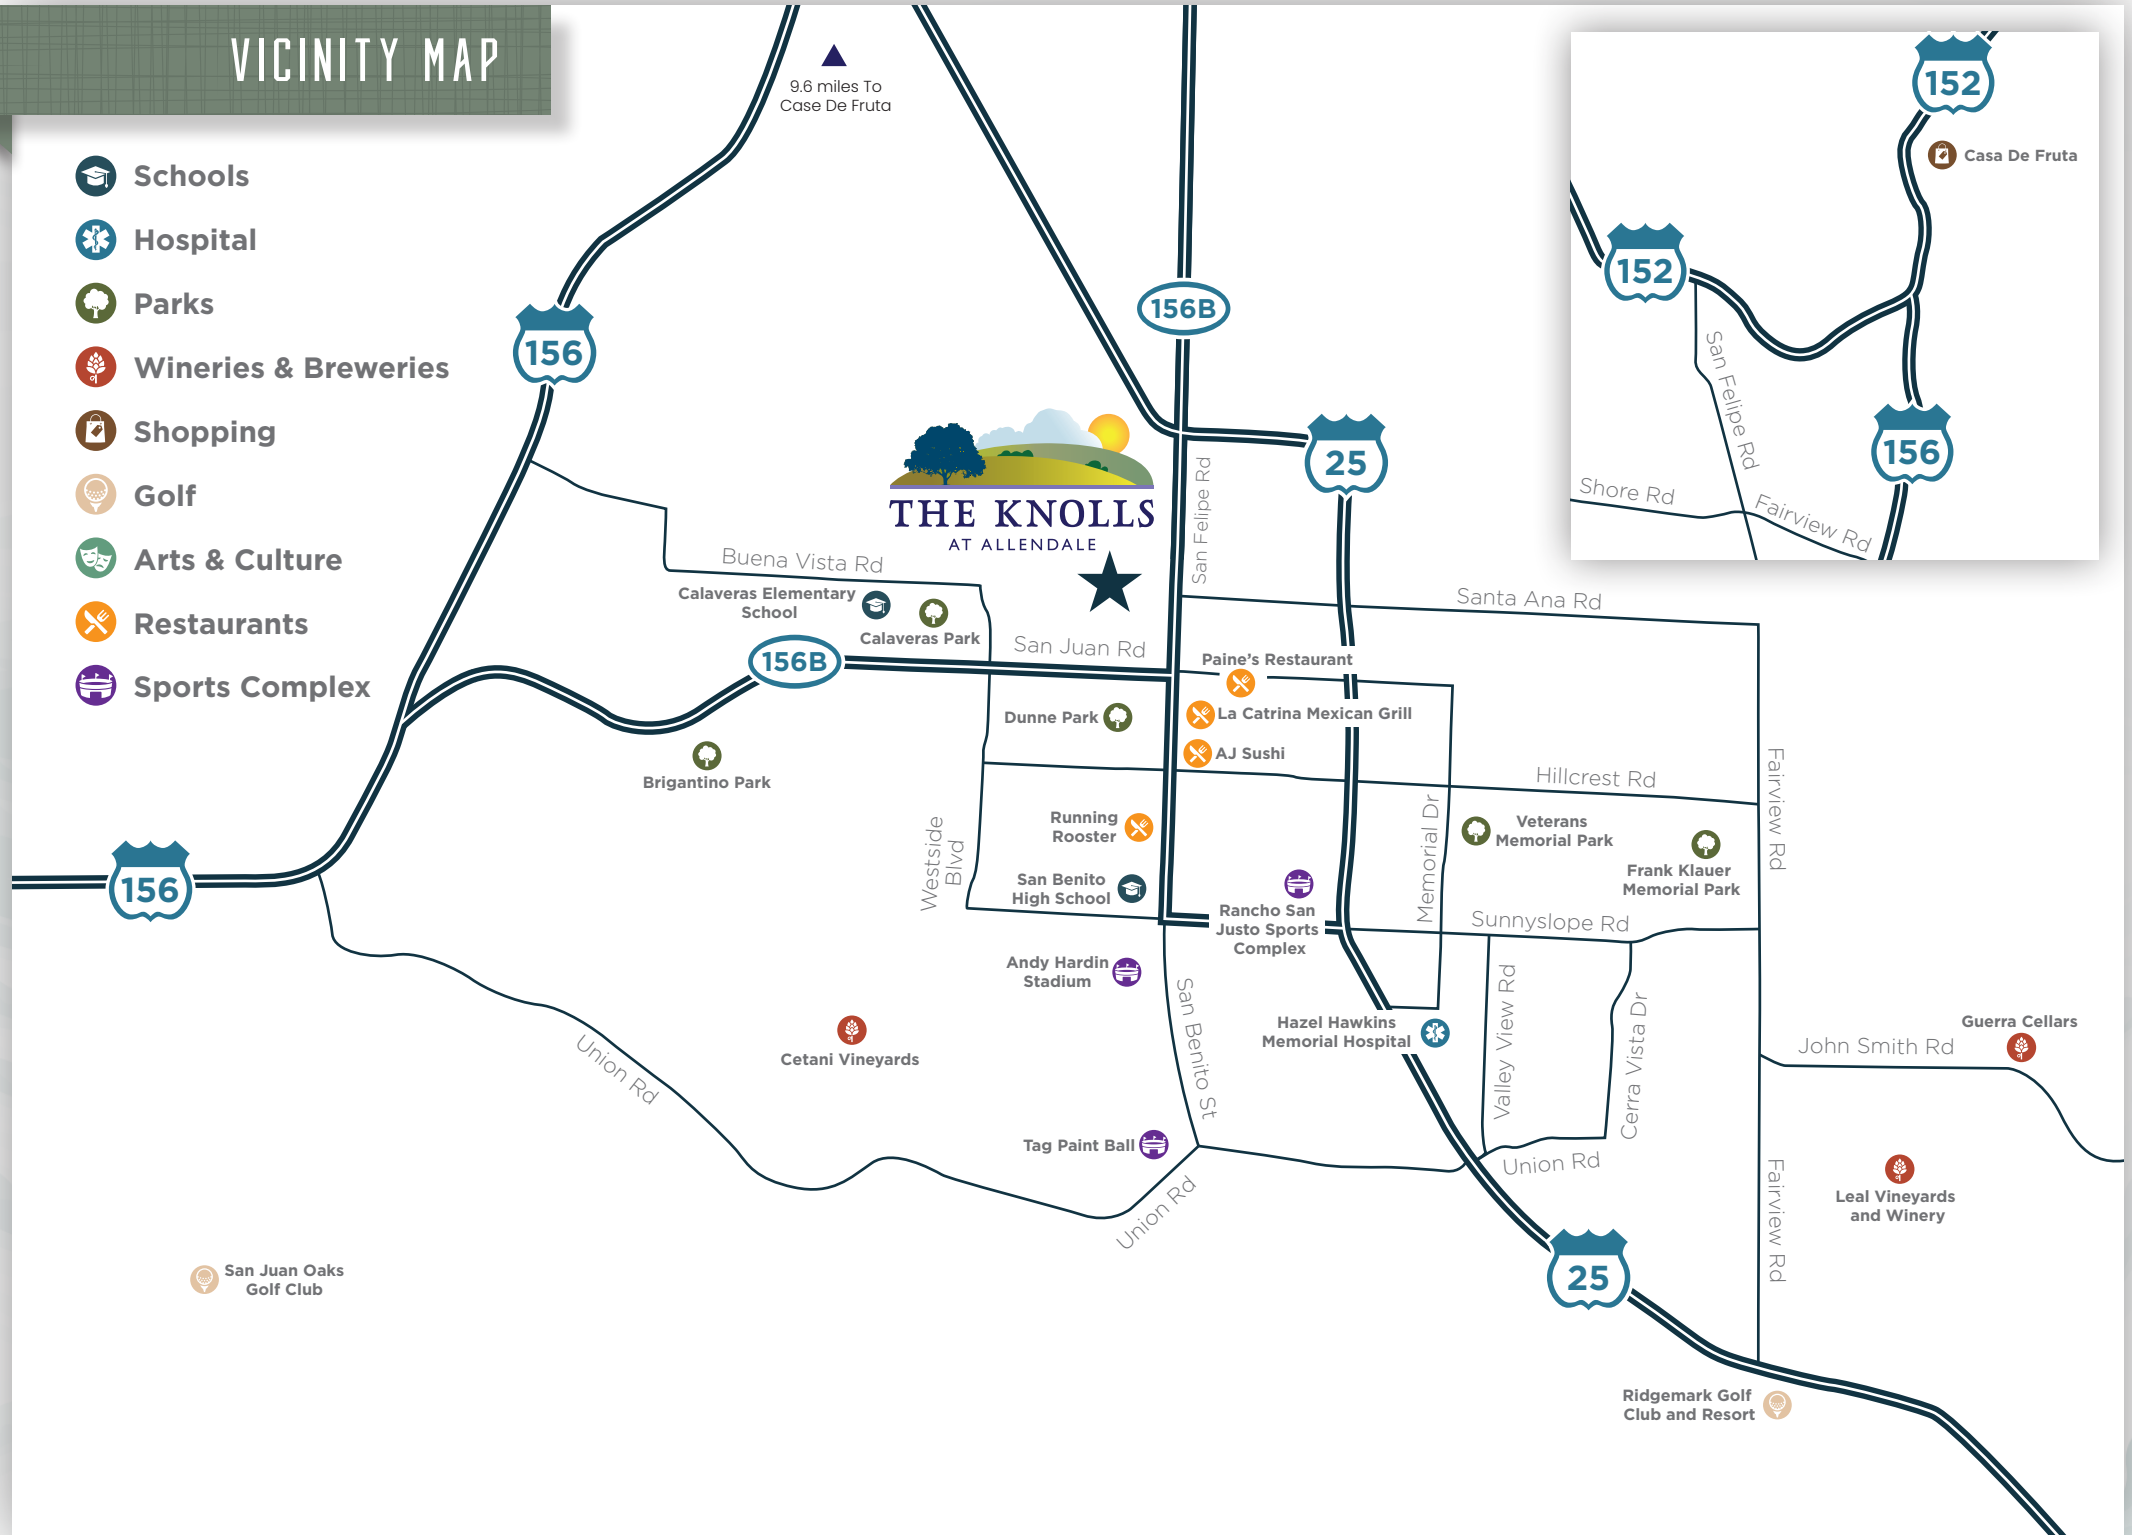 VICINITY MAP
Schools
Hospital
Parks
Wineries & Breweries
Shopping
Golf
Arts & Culture
Restaurants
Sports Complex
9.6 miles To
Case De Fruta
152
Casa De Fruta
152
San Felipe Rd
156
Shore Rd
Fairview Rd
156B
156
25
THE KNOLLS
AT ALLENDALE
San Felipe Rd
Buena Vista Rd
Calaveras Elementary
School
Calaveras Park
Santa Ana Rd
San Juan Rd
156B
Paine's Restaurant
Dunne Park
La Catrina Mexican Grill
AJ Sushi
Brigantino Park
Hillcrest Rd
Fairview Rd
Running
Rooster
Westside
Blvd
Memorial Dr
Veterans
Memorial Park
Frank Klauer
Memorial Park
156
San Benito
High School
Rancho San
Justo Sports
Complex
Sunnyslope Rd
Andy Hardin
Stadium
San Benito St
Hazel Hawkins
Memorial Hospital
Valley View Rd
Cerra Vista Dr
Guerra Cellars
John Smith Rd
Cetani Vineyards
Union Rd
Tag Paint Ball
Union Rd
Union Rd
Fairview Rd
Leal Vineyards
and Winery
San Juan Oaks
Golf Club
25
Ridgemark Golf
Club and Resort